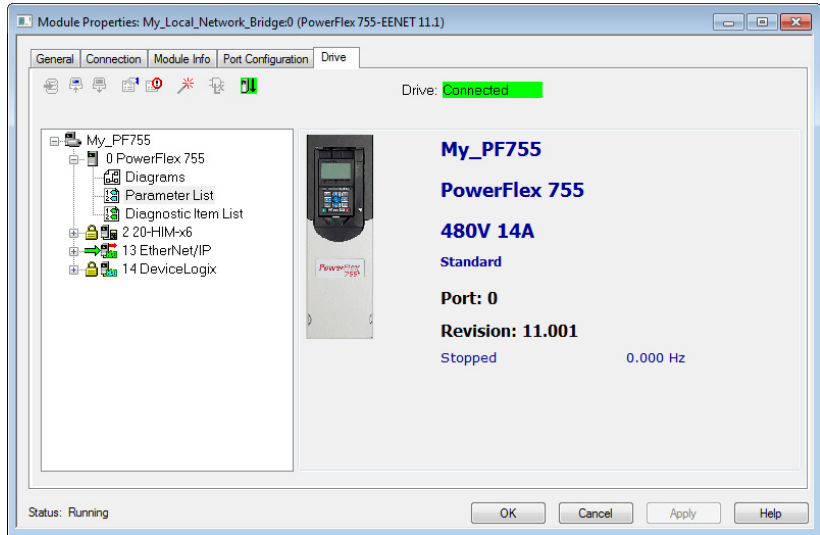 Module Properties: My_Local_Network_Bridge:0 (PowerFlex 755-EENET 11.1)
General Connection Module Info Port Configuration Drive
Drive: Connected
My_PF755
0 PowerFlex 755
Diagrams
Parameter List
Diagnostic Item List
2 20-HIM-x6
13 EtherNet/IP
14 DeviceLogix
PowerFlex
755
My_PF755
PowerFlex 755
480V 14A
Standard
Port: 0
Revision: 11.001
Stopped 0.000 Hz
Status: Running
OK Cancel Apply Help